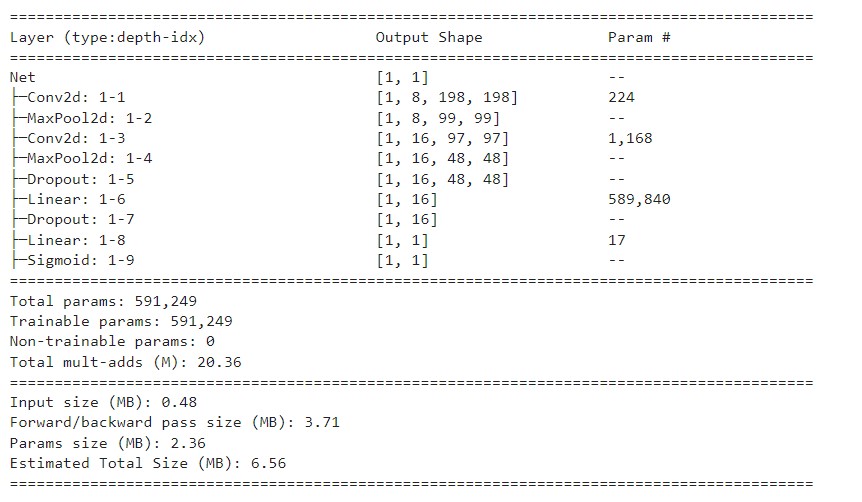 ==========================================================================================
Layer (type:depth-idx)                   Output Shape              Param #
==========================================================================================
Net                                      [1, 1]                    --
├─Conv2d: 1-1                            [1, 8, 198, 198]          224
├─MaxPool2d: 1-2                         [1, 8, 99, 99]            --
├─Conv2d: 1-3                            [1, 16, 97, 97]           1,168
├─MaxPool2d: 1-4                         [1, 16, 48, 48]           --
├─Dropout: 1-5                           [1, 16, 48, 48]           --
├─Linear: 1-6                            [1, 16]                   589,840
├─Dropout: 1-7                           [1, 16]                   --
├─Linear: 1-8                            [1, 1]                    17
├─Sigmoid: 1-9                           [1, 1]                    --
==========================================================================================
Total params: 591,249
Trainable params: 591,249
Non-trainable params: 0
Total mult-adds (M): 20.36
==========================================================================================
Input size (MB): 0.48
Forward/backward pass size (MB): 3.71
Params size (MB): 2.36
Estimated Total Size (MB): 6.56
==========================================================================================